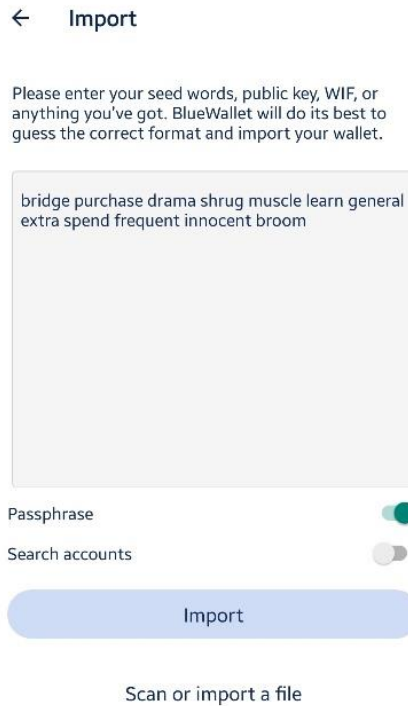 Import
Please enter your seed words, public key, WIF, or
anything you've got. BlueWallet will do its best to
guess the correct format and import your wallet.
bridge purchase drama shrug muscle learn general
extra spend frequent innocent broom
Passphrase
Search accounts
Import
Scan or import a file